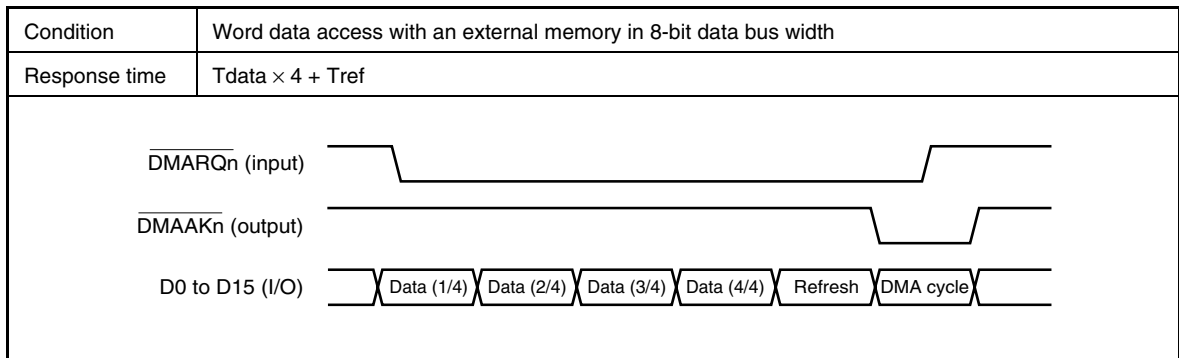 Condition Word data access with an external memory in 8-bit data bus width
Response time Tdata × 4 + Tref
DMARQn (input)
DMAAKn (output)
D0 to D15 (I/O) Data (1/4) Data (2/4) Data (3/4) Data (4/4) Refresh DMA cycle